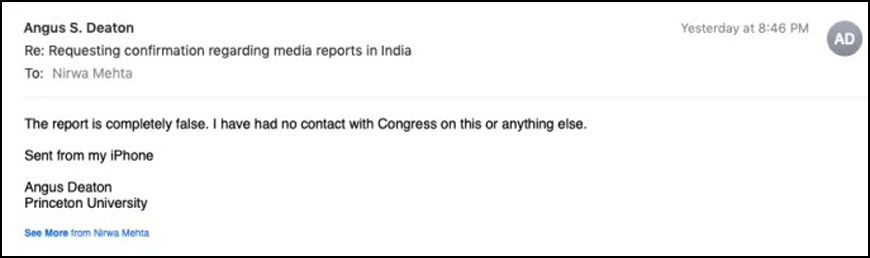 Angus S. Deaton
Yesterday at 8:46 PM
AD
Re: Requesting confirmation regarding media reports in India
To: Nirwa Mehta
The report is completely false. I have had no contact with Congress on this or anything else.
Sent from my iPhone
Angus Deaton
Princeton University
See More from Nirwa Mehta